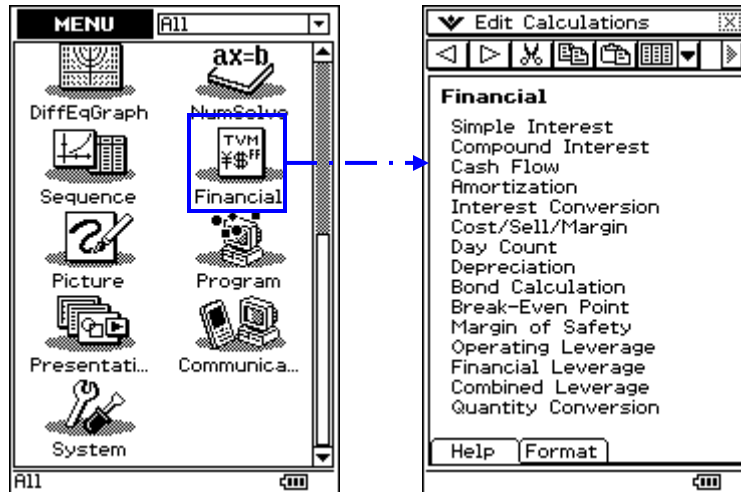 MENU All
ax=b
DiffEqGraph NumSolve
TVM
¥$FF
Sequence Financial
Picture Program
Presentati... Communica...
System
All
Edit Calculations
Financial
Simple Interest
Compound Interest
Cash Flow
Amortization
Interest Conversion
Cost/Sell/Margin
Day Count
Depreciation
Bond Calculation
Break-Even Point
Margin of Safety
Operating Leverage
Financial Leverage
Combined Leverage
Quantity Conversion
Help Format